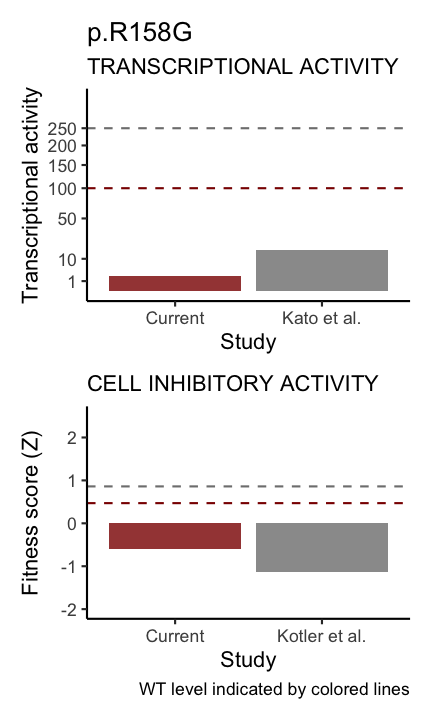 p.R158G
TRANSCRIPTIONAL ACTIVITY
Transcriptional activity
250
200
150
100
50
10
1
Current
Kato et al.
Study
CELL INHIBITORY ACTIVITY
Fitness score (Z)
2
1
0
-1
-2
Current
Kotler et al.
Study
WT level indicated by colored lines